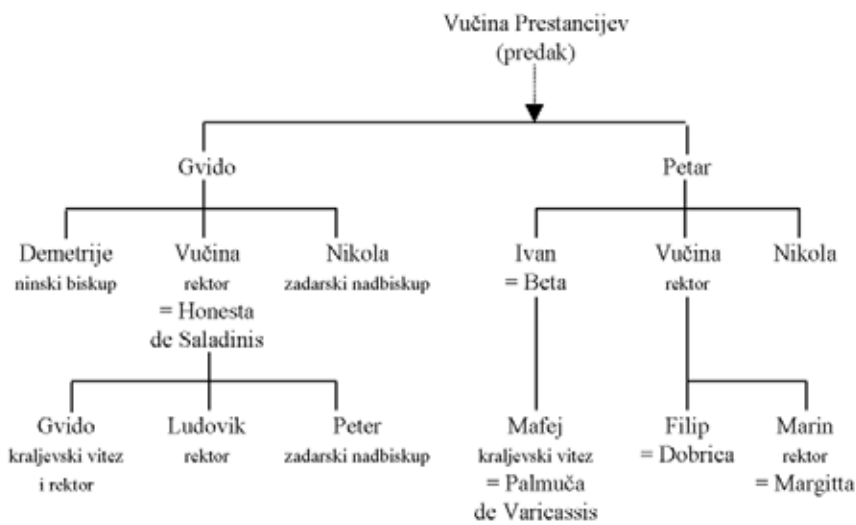 Vučina Prestancijev
(predak)
Gvido
Petar
Demetrije
ninski biskup
Vučina
rektor
= Honesta
de Saladinis
Nikola
zadarski nadbiskup
Ivan
= Beta
Vučina
rektor
Nikola
Gvido
kraljevski vitez
i rektor
Ludovik
rektor
Peter
zadarski nadbiskup
Mafej
kraljevski vitez
= Palmuča
de Varicassis
Filip
= Dobrica
Marin
rektor
= Margitta